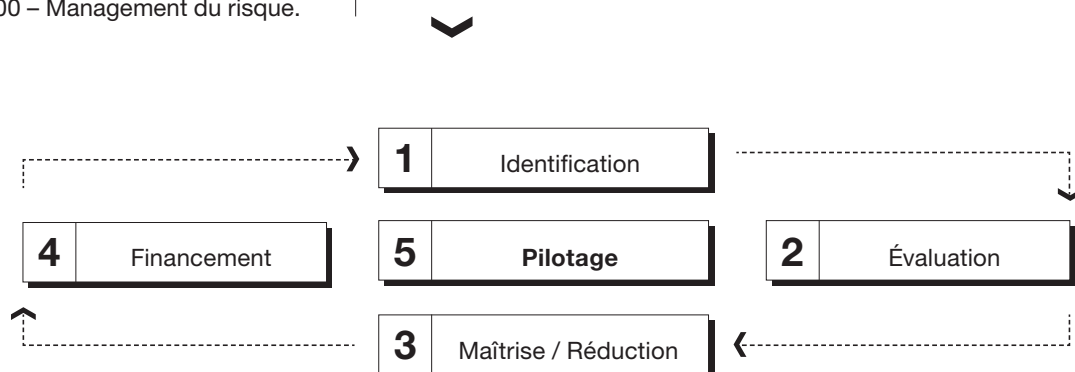 00 – Management du risque.
1 Identification
4 Financement
5 Pilotage
2 Évaluation
3 Maîtrise / Réduction